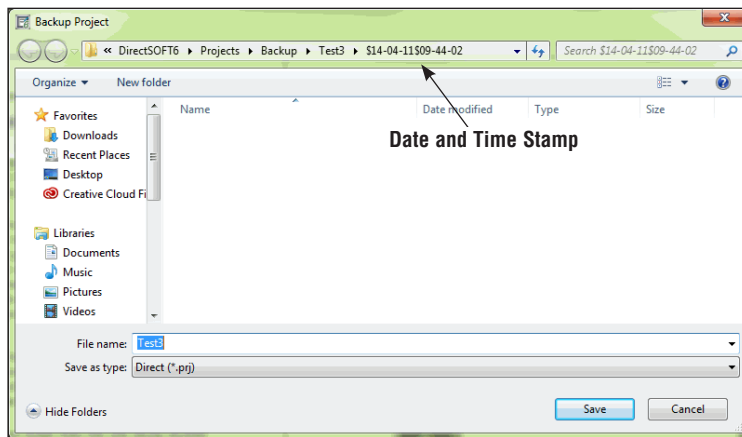 Backup Project
« DirectSOFT6 Projects Backup Test3 $14-04-11$09-44-02
Search $14-04-11$09-44-02
Organize New folder
Name Date modified Type Size
Date and Time Stamp
Favorites
Downloads
Recent Places
Desktop
Creative Cloud Fi
Libraries
Documents
Music
Pictures
Videos
File name: Test3
Save as type: Direct (*.prj)
Hide Folders
Save Cancel